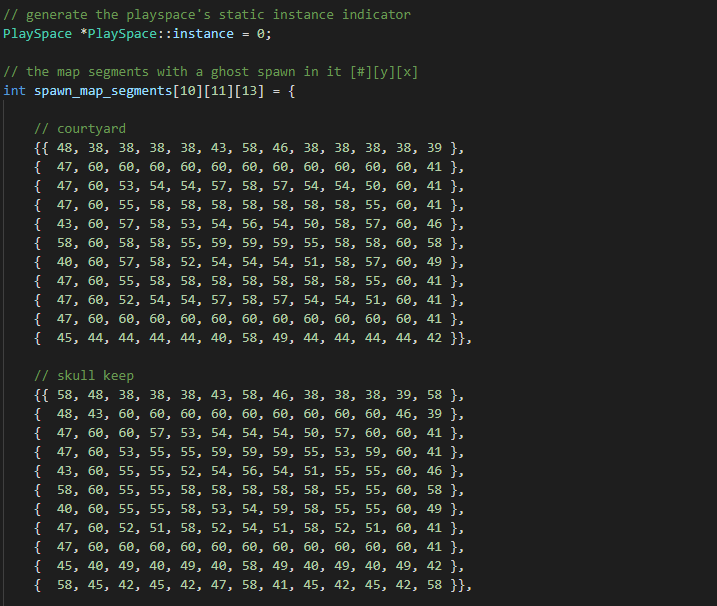 // generate the playspace's static instance indicator
PlaySpace *PlaySpace::instance = 0;
// the map segments with a ghost spawn in it [#][y][x]
int spawn_map_segments[10][11][13] = {
// courtyard
{{ 48, 38, 38, 38, 38, 43, 58, 46, 38, 38, 38, 38, 39 },
{  47, 60, 60, 60, 60, 60, 60, 60, 60, 60, 60, 60, 41 },
{  47, 60, 53, 54, 54, 57, 58, 57, 54, 54, 50, 60, 41 },
{  47, 60, 55, 58, 58, 58, 58, 58, 58, 58, 55, 60, 41 },
{  43, 60, 57, 58, 53, 54, 56, 54, 50, 58, 57, 60, 46 },
{  58, 60, 58, 58, 55, 59, 59, 59, 55, 58, 58, 60, 58 },
{  40, 60, 57, 58, 52, 54, 54, 54, 51, 58, 57, 60, 49 },
{  47, 60, 55, 58, 58, 58, 58, 58, 58, 58, 55, 60, 41 },
{  47, 60, 52, 54, 54, 57, 58, 57, 54, 54, 51, 60, 41 },
{  47, 60, 60, 60, 60, 60, 60, 60, 60, 60, 60, 60, 41 },
{  45, 44, 44, 44, 44, 40, 58, 49, 44, 44, 44, 44, 42 }},
// skull keep
{{ 58, 48, 38, 38, 38, 43, 58, 46, 38, 38, 38, 39, 58 },
{  48, 43, 60, 60, 60, 60, 60, 60, 60, 60, 60, 46, 39 },
{  47, 60, 60, 57, 53, 54, 54, 54, 50, 57, 60, 60, 41 },
{  47, 60, 53, 55, 55, 59, 59, 59, 55, 53, 59, 60, 41 },
{  43, 60, 55, 55, 52, 54, 56, 54, 51, 55, 55, 60, 46 },
{  58, 60, 55, 55, 58, 58, 58, 58, 58, 55, 55, 60, 58 },
{  40, 60, 55, 55, 58, 53, 54, 59, 58, 55, 55, 60, 49 },
{  47, 60, 52, 51, 58, 52, 54, 51, 58, 52, 51, 60, 41 },
{  47, 60, 60, 60, 60, 60, 60, 60, 60, 60, 60, 60, 41 },
{  45, 40, 49, 40, 49, 40, 58, 49, 40, 49, 40, 49, 42 },
{  58, 45, 42, 45, 42, 47, 58, 41, 45, 42, 45, 42, 58 }},